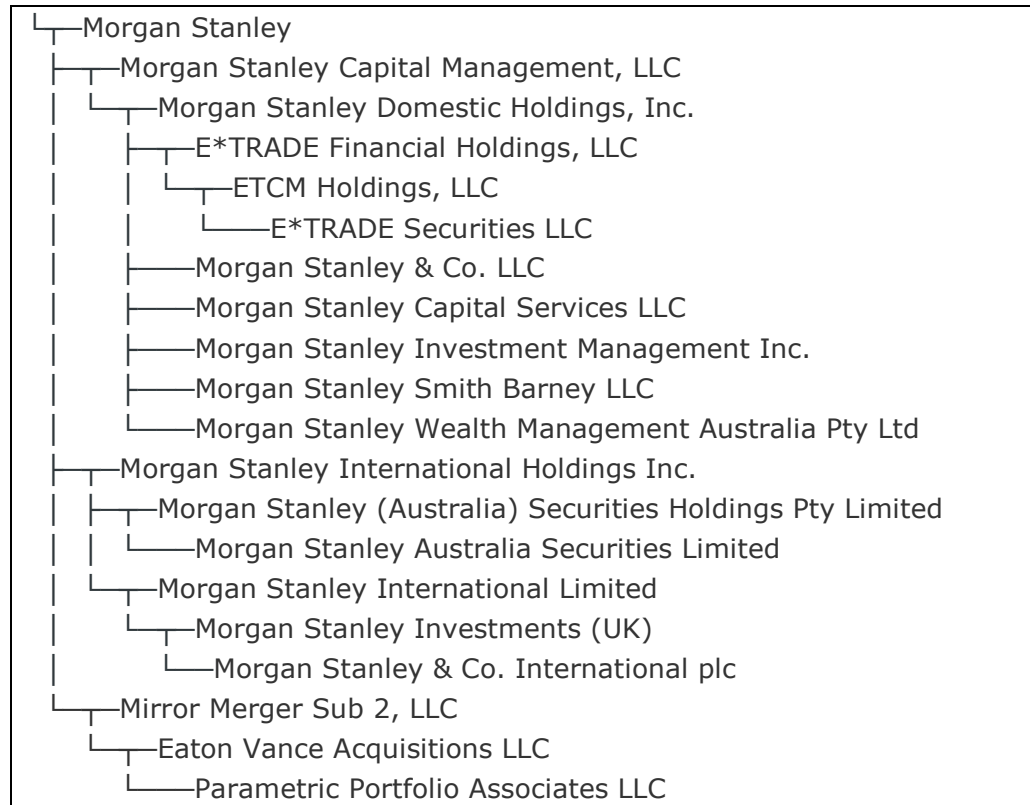 Morgan Stanley
Morgan Stanley Capital Management, LLC
Morgan Stanley Domestic Holdings, Inc.
E*TRADE Financial Holdings, LLC
ETCM Holdings, LLC
E*TRADE Securities LLC
Morgan Stanley & Co. LLC
Morgan Stanley Capital Services LLC
Morgan Stanley Investment Management Inc.
Morgan Stanley Smith Barney LLC
Morgan Stanley Wealth Management Australia Pty Ltd
Morgan Stanley International Holdings Inc.
Morgan Stanley (Australia) Securities Holdings Pty Limited
Morgan Stanley Australia Securities Limited
Morgan Stanley International Limited
Morgan Stanley Investments (UK)
Morgan Stanley & Co. International plc
Mirror Merger Sub 2, LLC
Eaton Vance Acquisitions LLC
Parametric Portfolio Associates LLC